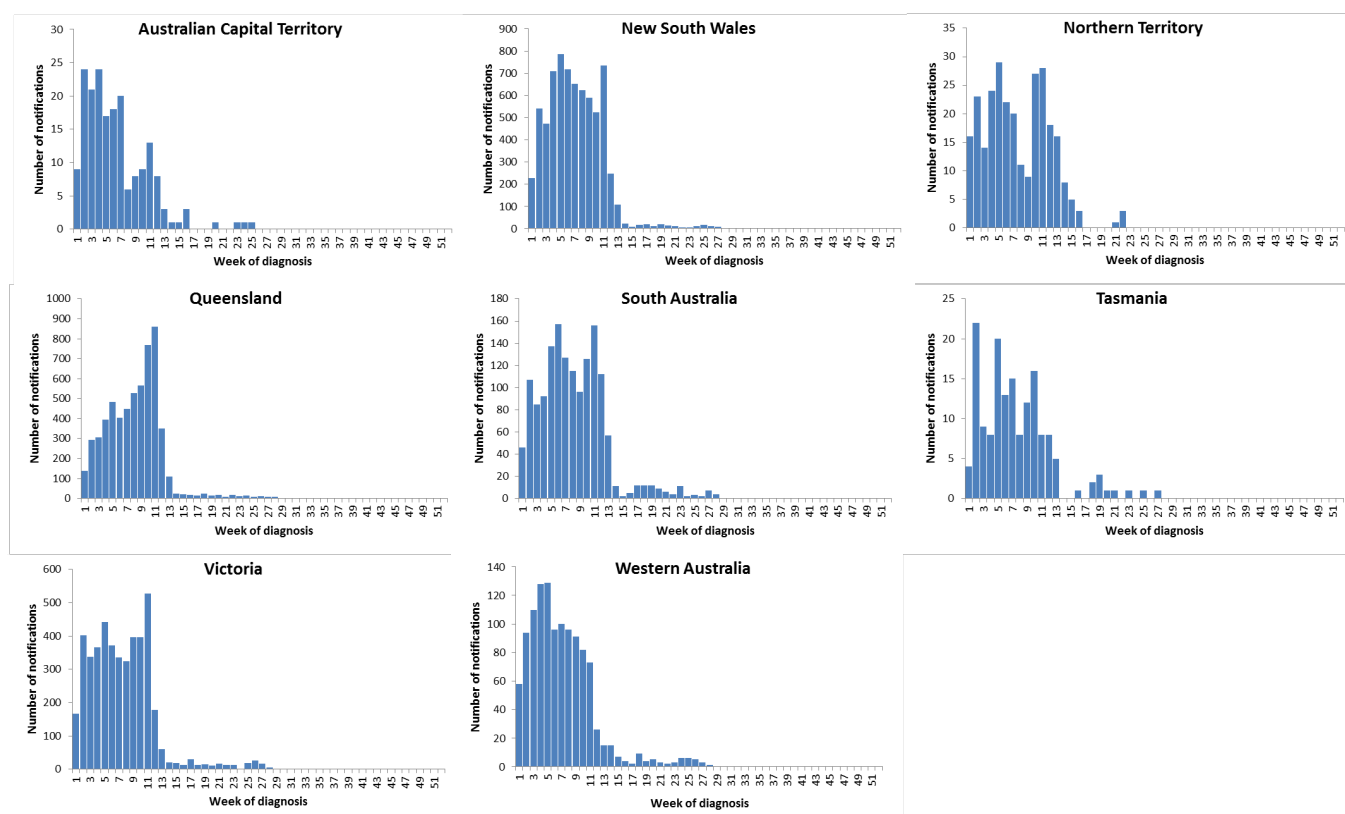 Australian Capital Territory
Number of notifications
30
25
20
15
10
5
0
1 3 5 7 9 11 13 15 17 19 21 23 25 27 29 31 33 35 37 39 41 43 45 47 49 51
Week of diagnosis
New South Wales
Number of notifications
900
800
700
600
500
400
300
200
100
0
1 3 5 7 9 11 13 15 17 19 21 23 25 27 29 31 33 35 37 39 41 43 45 47 49 51
Week of diagnosis
Northern Territory
Number of notifications
35
30
25
20
15
10
5
0
1 3 5 7 9 11 13 15 17 19 21 23 25 27 29 31 33 35 37 39 41 43 45 47 49 51
Week of diagnosis
Queensland
Number of notifications
1000
900
800
700
600
500
400
300
200
100
0
1 3 5 7 9 11 13 15 17 19 21 23 25 27 29 31 33 35 37 39 41 43 45 47 49 51
Week of diagnosis
South Australia
Number of notifications
180
160
140
120
100
80
60
40
20
0
1 3 5 7 9 11 13 15 17 19 21 23 25 27 29 31 33 35 37 39 41 43 45 47 49 51
Week of diagnosis
Tasmania
Number of notifications
25
20
15
10
5
0
1 3 5 7 9 11 13 15 17 19 21 23 25 27 29 31 33 35 37 39 41 43 45 47 49 51
Week of diagnosis
Victoria
Number of notifications
600
500
400
300
200
100
0
1 3 5 7 9 11 13 15 17 19 21 23 25 27 29 31 33 35 37 39 41 43 45 47 49 51
Week of diagnosis
Western Australia
Number of notifications
140
120
100
80
60
40
20
0
1 3 5 7 9 11 13 15 17 19 21 23 25 27 29 31 33 35 37 39 41 43 45 47 49 51
Week of diagnosis